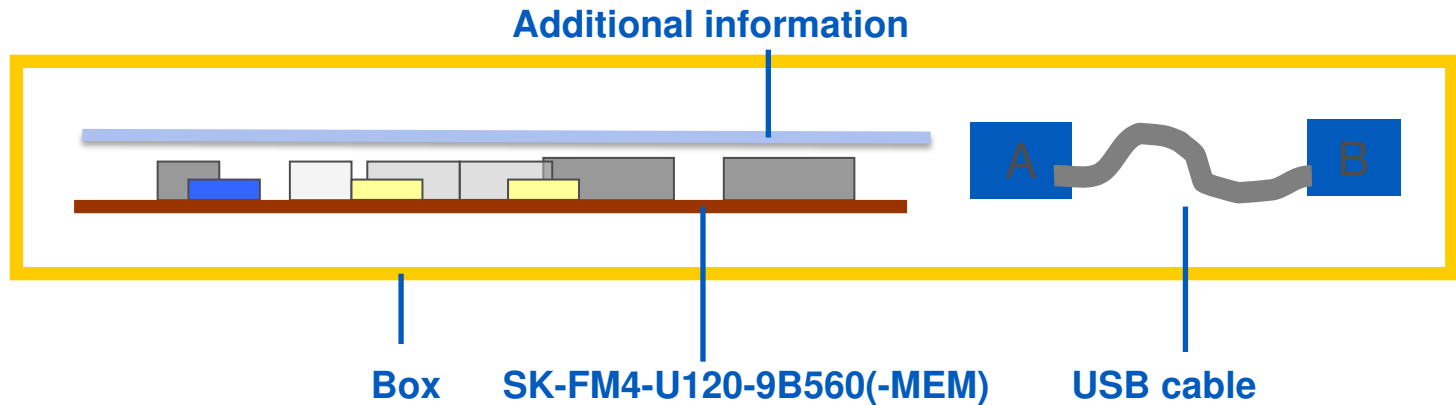 Additional information
A
B
Box
SK-FM4-U120-9B560(-MEM)
USB cable